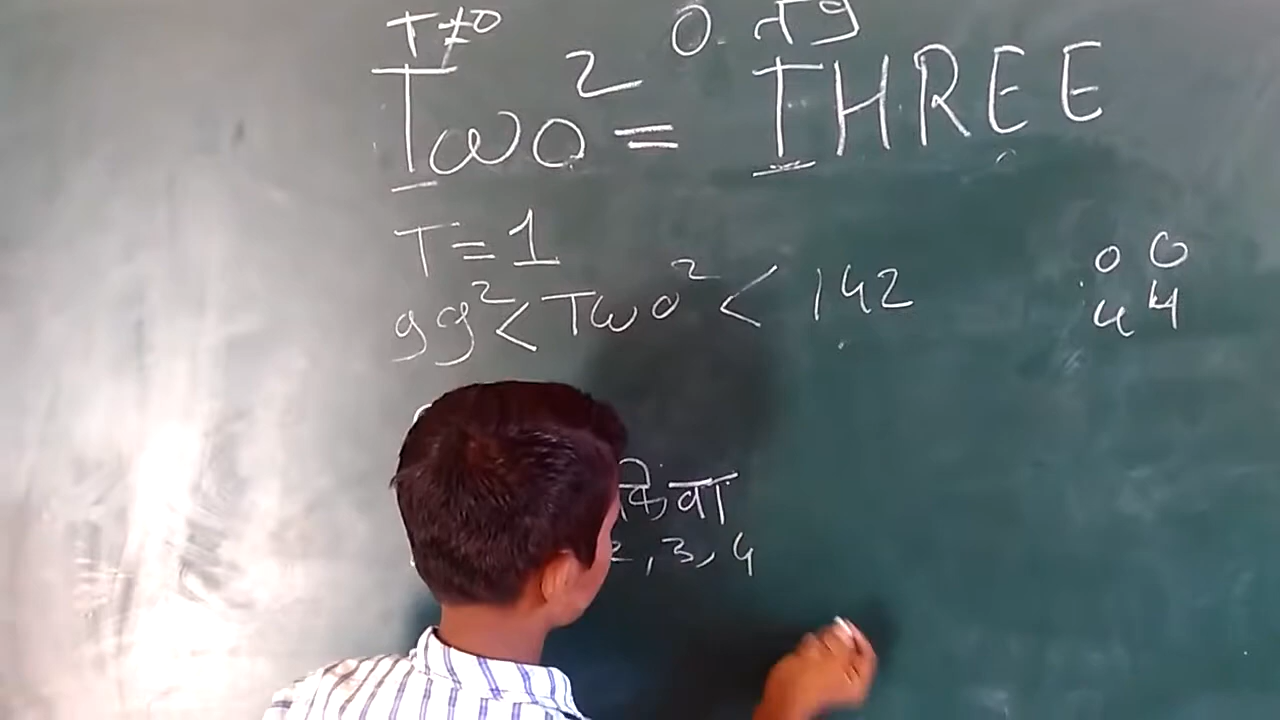 T≠0 0 ते 9
TWO² = THREE
T = 1
99² < TWO² < 142
0 0
4 4
किंवा
2, 3, 4